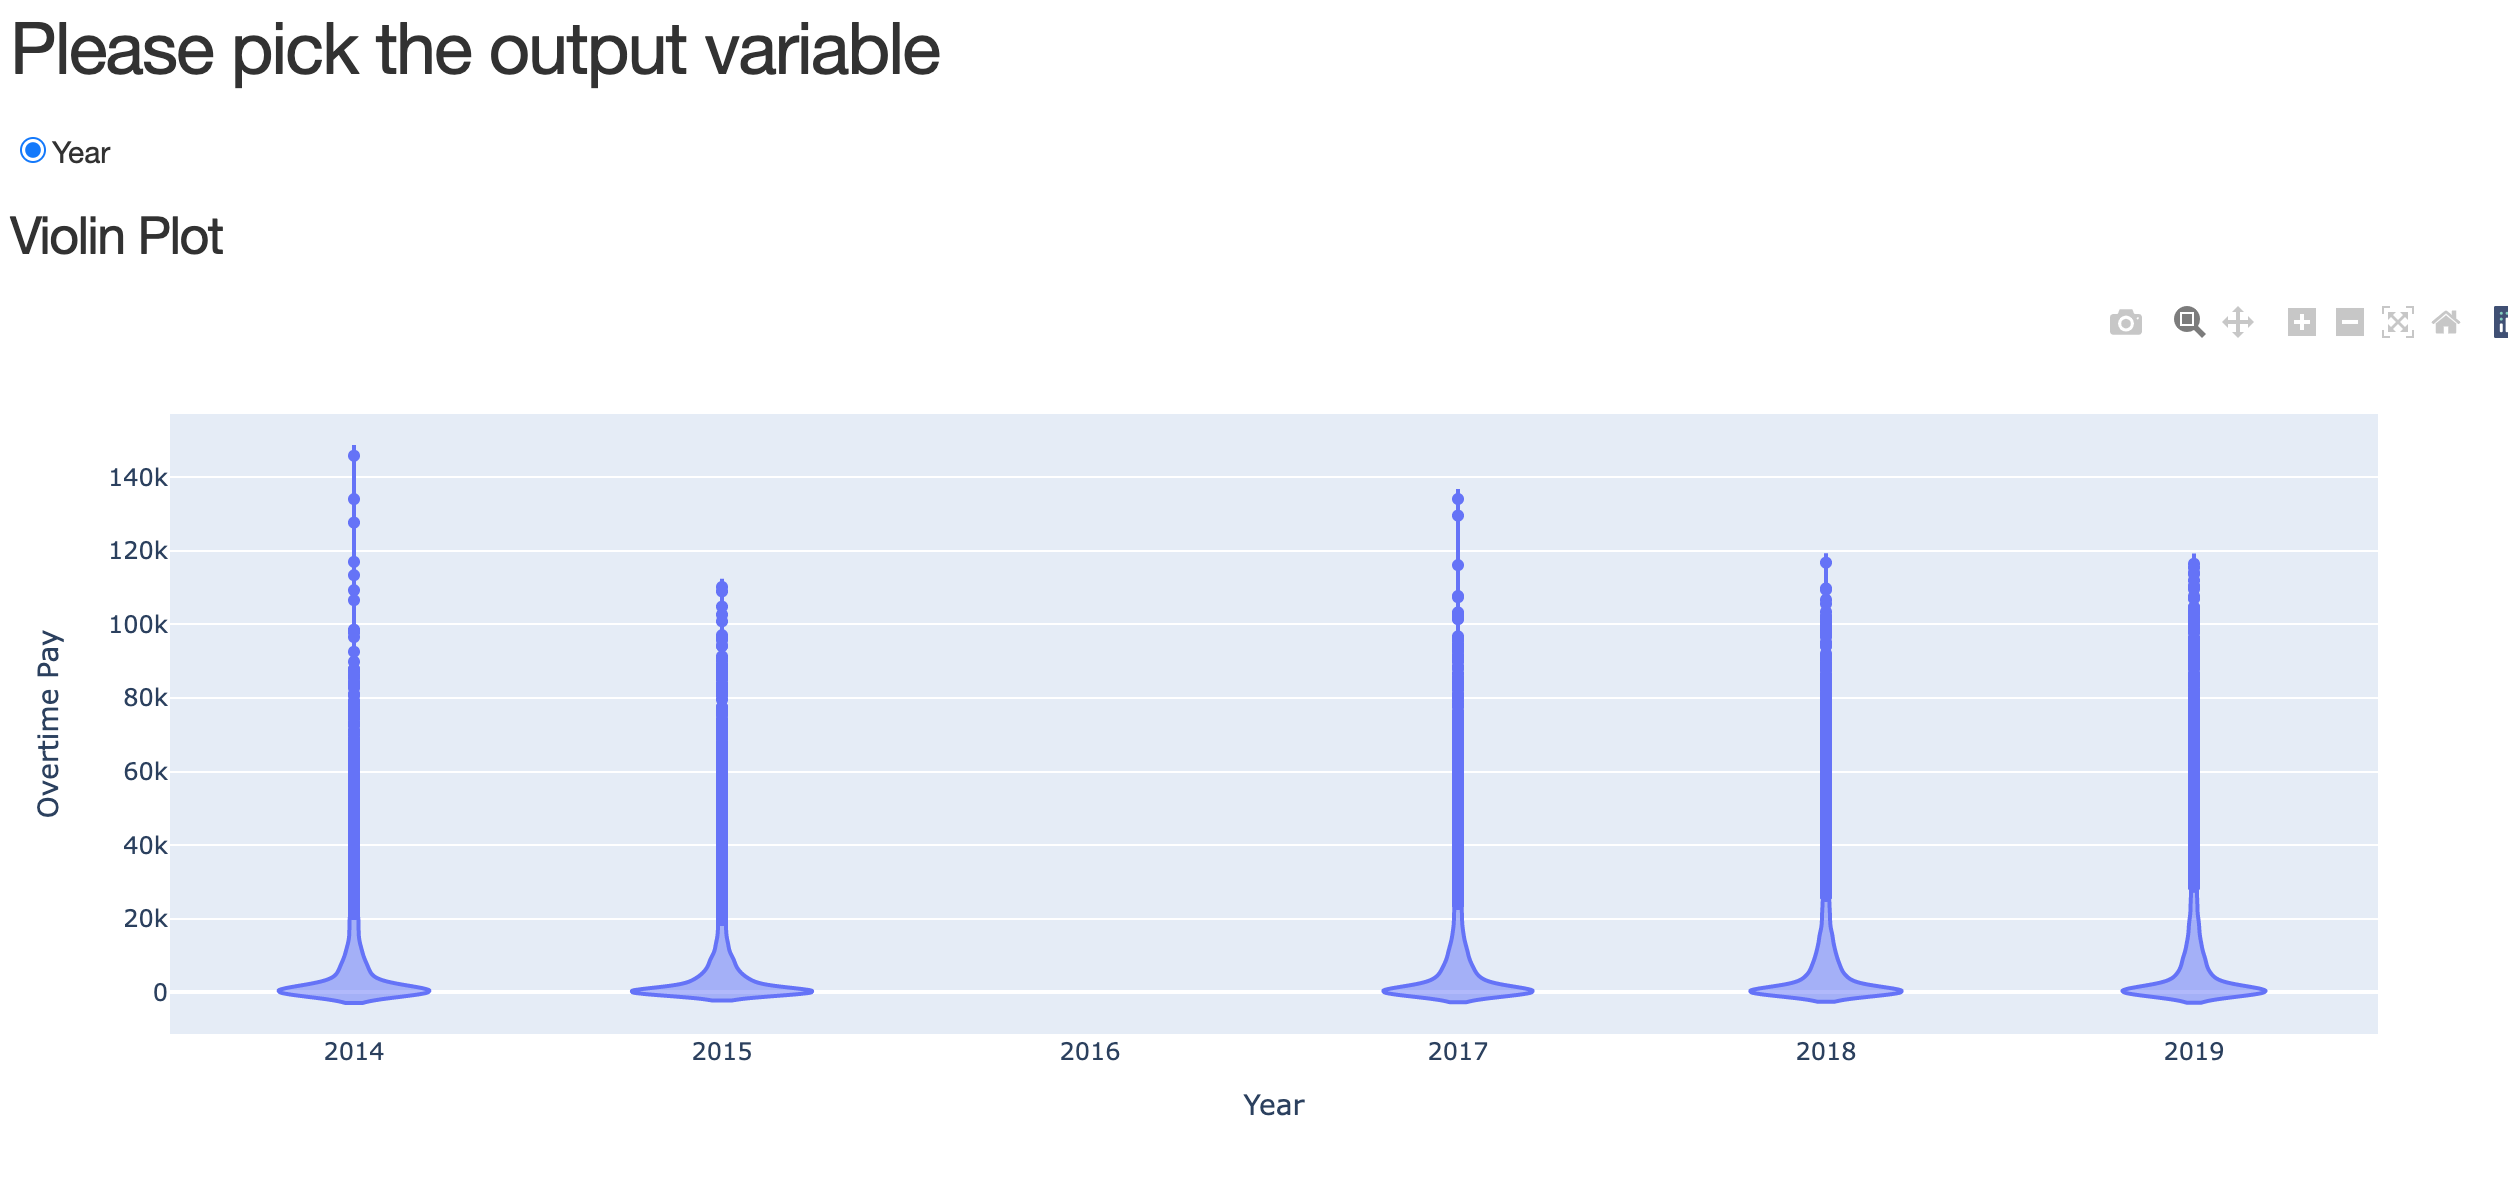 Please pick the output variable
Year
Violin Plot
140k
120k
100k
80k
60k
40k
20k
0
Overtime Pay
2014 2015 2016 2017 2018 2019
Year